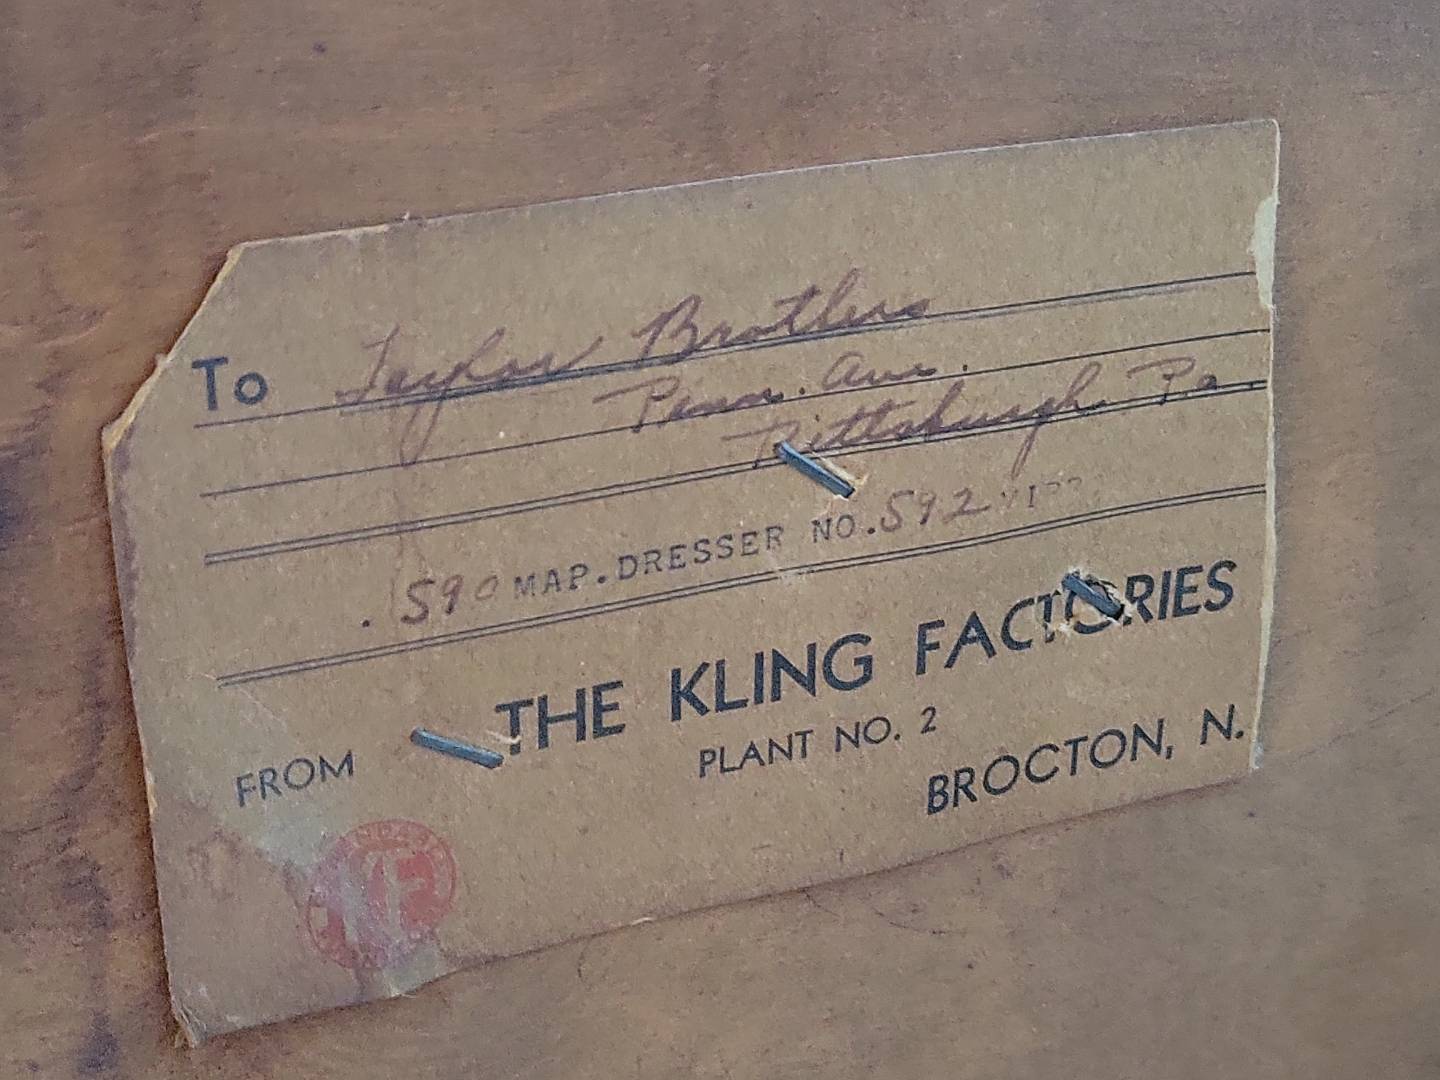 To Taylor Brothers
Penn. Ave.
Pittsburgh Pa.
. 590 MAP. DRESSER NO. 592
THE KLING FACTORIES
FROM
PLANT NO. 2
BROCTON, N.
KF